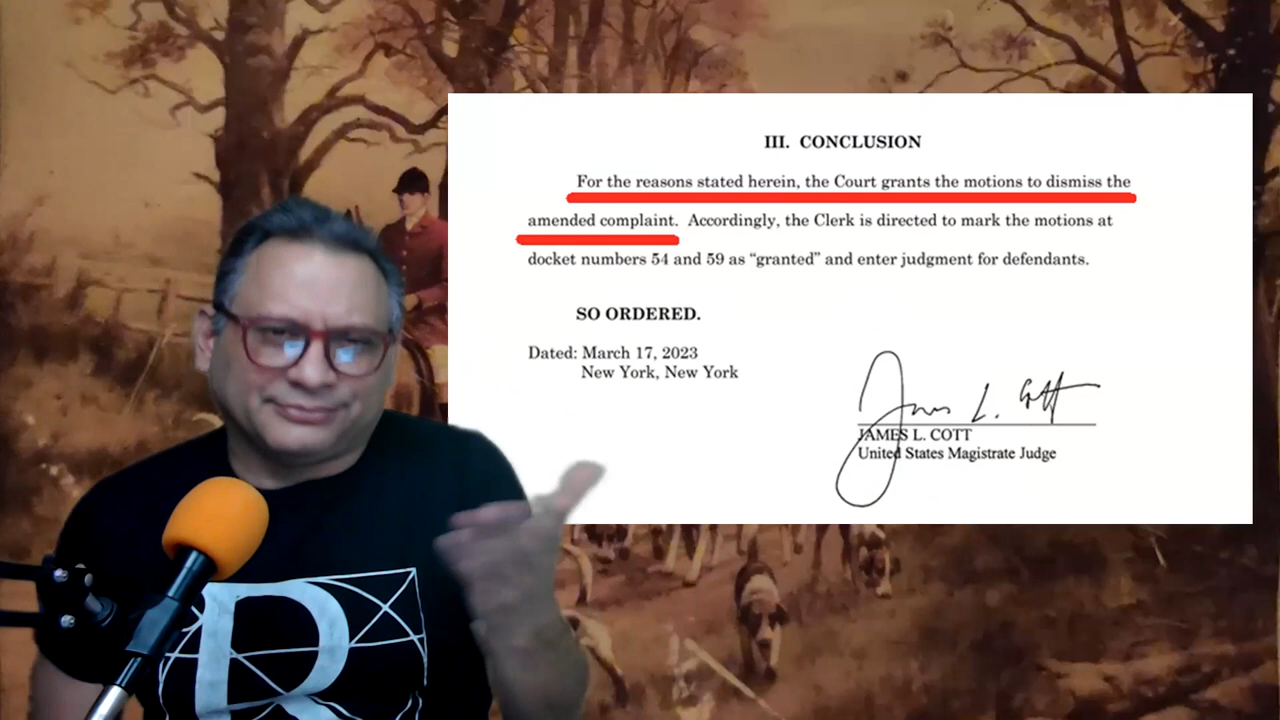 III. CONCLUSION
For the reasons stated herein, the Court grants the motions to dismiss the
amended complaint. Accordingly, the Clerk is directed to mark the motions at
docket numbers 54 and 59 as “granted” and enter judgment for defendants.
SO ORDERED.
Dated: March 17, 2023
New York, New York
James L. Cott
JAMES L. COTT
United States Magistrate Judge
R